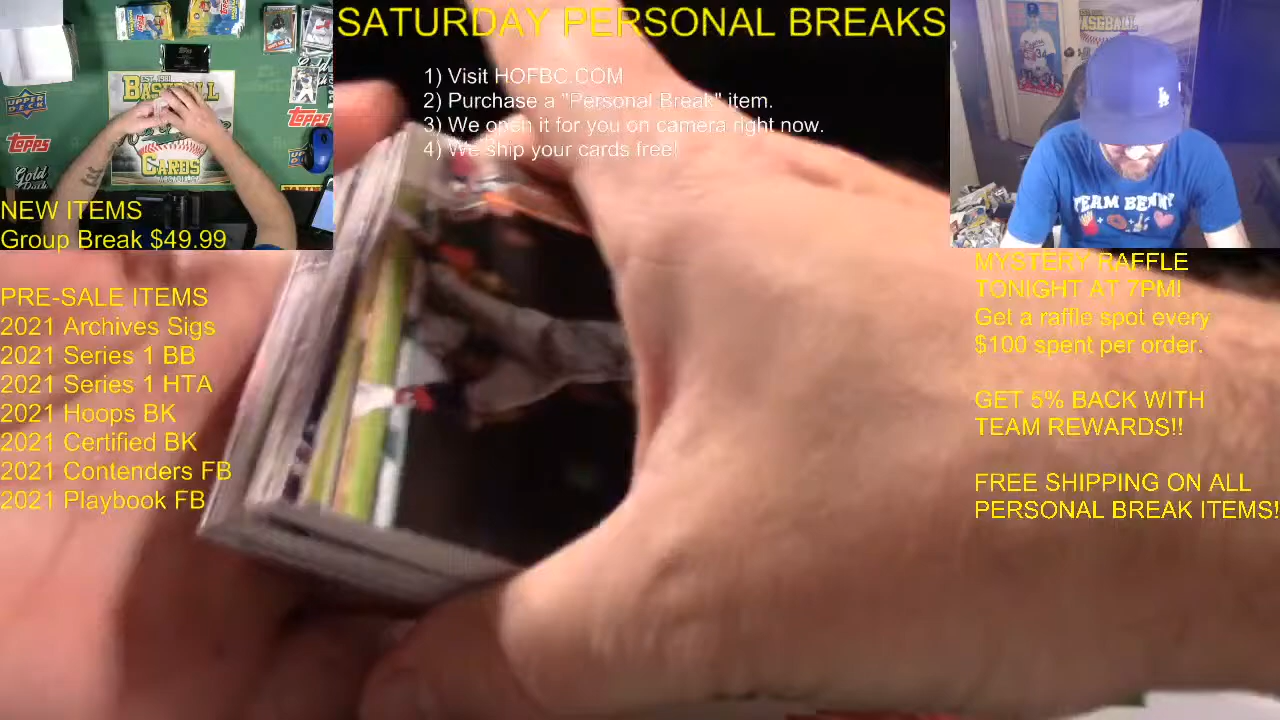 SATURDAY PERSONAL BREAKS
1) Visit HOFBC.COM
2) Purchase a "Personal Break" item.
3) We open it for you on camera right now.
4) We ship your cards free!
UPPER
DECK
Topps
Gold
BASEBALL
CARDS
Topps
NEW ITEMS
Group Break $49.99
PRE-SALE ITEMS
2021 Archives Sigs
2021 Series 1 BB
2021 Series 1 HTA
2021 Hoops BK
2021 Certified BK
2021 Contenders FB
2021 Playbook FB
BASEBALL
34
LA
TEAM BENNY
MYSTERY RAFFLE
TONIGHT AT 7PM!
Get a raffle spot every
$100 spent per order.
GET 5% BACK WITH
TEAM REWARDS!!
FREE SHIPPING ON ALL
PERSONAL BREAK ITEMS!